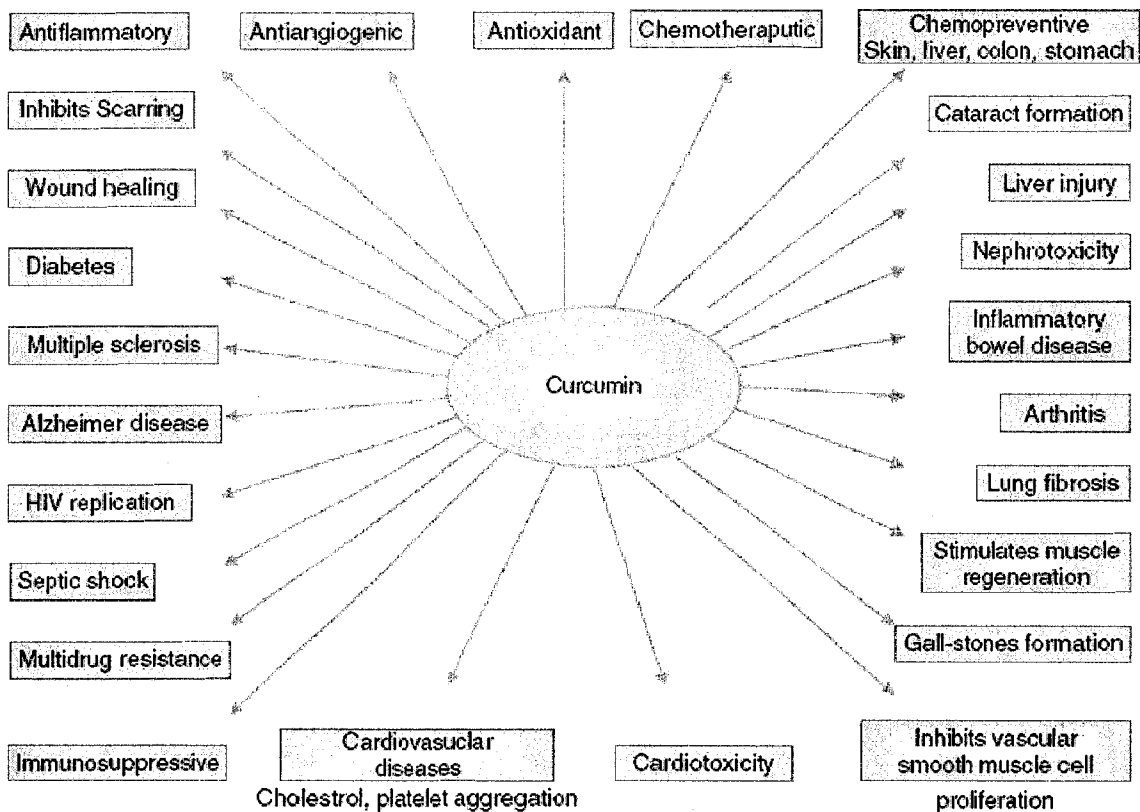 Antiflammatory
Antiangiogenic
Antioxidant
Chemotheraputic
Chemopreventive
Skin, liver, colon, stomach
Inhibits Scarring
Cataract formation
Wound healing
Liver injury
Diabetes
Nephrotoxicity
Multiple sclerosis
Inflammatory
bowel disease
Curcumin
Alzheimer disease
Arthritis
HIV replication
Lung fibrosis
Septic shock
Stimulates muscle
regeneration
Multidrug resistance
Gall-stones formation
Immunosuppressive
Cardiovasuclar
diseases
Cholestrol, platelet aggregation
Cardiotoxicity
Inhibits vascular
smooth muscle cell
proliferation